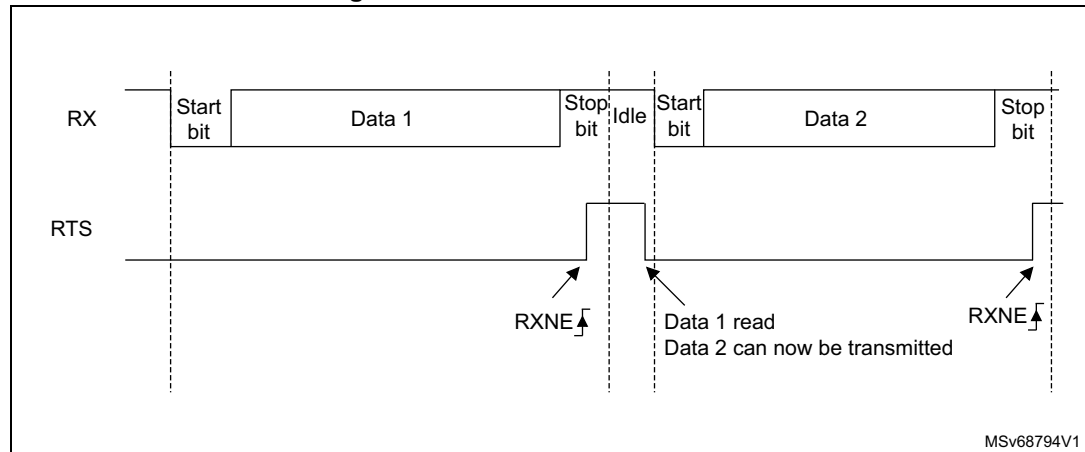 RX
Start
bit
Data 1
Stop
bit
Idle
Start
bit
Data 2
Stop
bit
RTS
RXNE
Data 1 read
Data 2 can now be transmitted
RXNE
MSv68794V1